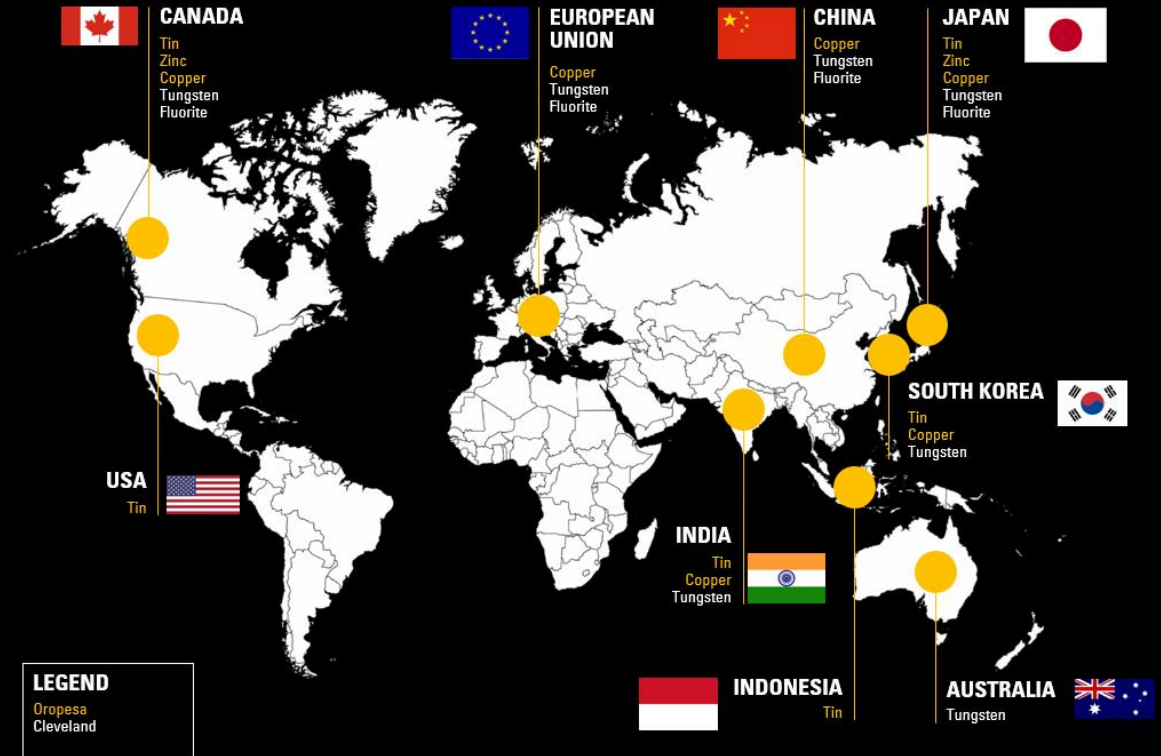 CANADA
Tin
Zinc
Copper
Tungsten
Fluorite
EUROPEAN
UNION
Copper
Tungsten
Fluorite
CHINA
Copper
Tungsten
Fluorite
JAPAN
Tin
Zinc
Copper
Tungsten
Fluorite
SOUTH KOREA
Tin
Copper
Tungsten
USA
Tin
INDIA
Tin
Copper
Tungsten
INDONESIA
Tin
AUSTRALIA
Tungsten
LEGEND
Oropesa
Cleveland